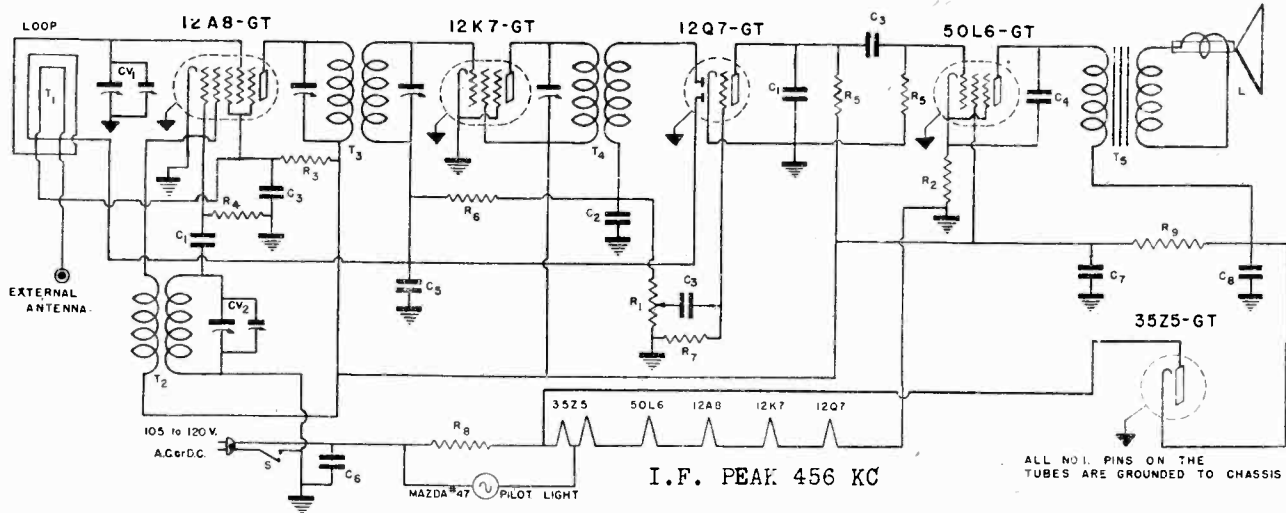 LOOP
12A8-GT
12K7-GT
12Q7-GT
C3
50L6-GT
T1
CV1
T3
T4
C1
R5
R5
C4
T5
L
R3
C3
R4
C1
R6
C2
R2
R9
C7
C8
EXTERNAL
ANTENNA.
CV2
C5
R1
C3
R7
T2
35Z5-GT
35Z5
50L6
12A8
12K7
12Q7
105 to 120 V.
A.C or D.C.
S
C6
R8
MAZDA #47 PILOT LIGHT
I.F. PEAK 456 KC
ALL NO 1. PINS ON THE
TUBES ARE GROUNDED TO CHASSIS